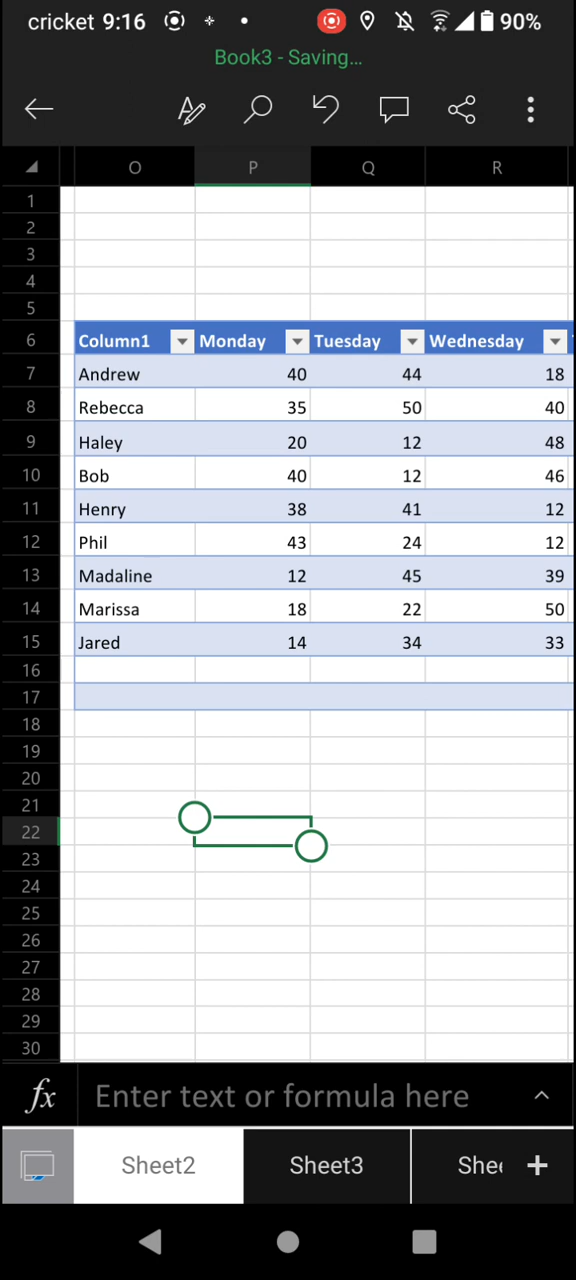 cricket 9:16 90%
Book3 - Saving...
O P Q R
1
2
3
4
5
6 Column1 Monday Tuesday Wednesday
7 Andrew 40 44 18
8 Rebecca 35 50 40
9 Haley 20 12 48
10 Bob 40 12 46
11 Henry 38 41 12
12 Phil 43 24 12
13 Madaline 12 45 39
14 Marissa 18 22 50
15 Jared 14 34 33
16
17
18
19
20
21
22
23
24
25
26
27
28
29
30
fx Enter text or formula here
Sheet2 Sheet3 +